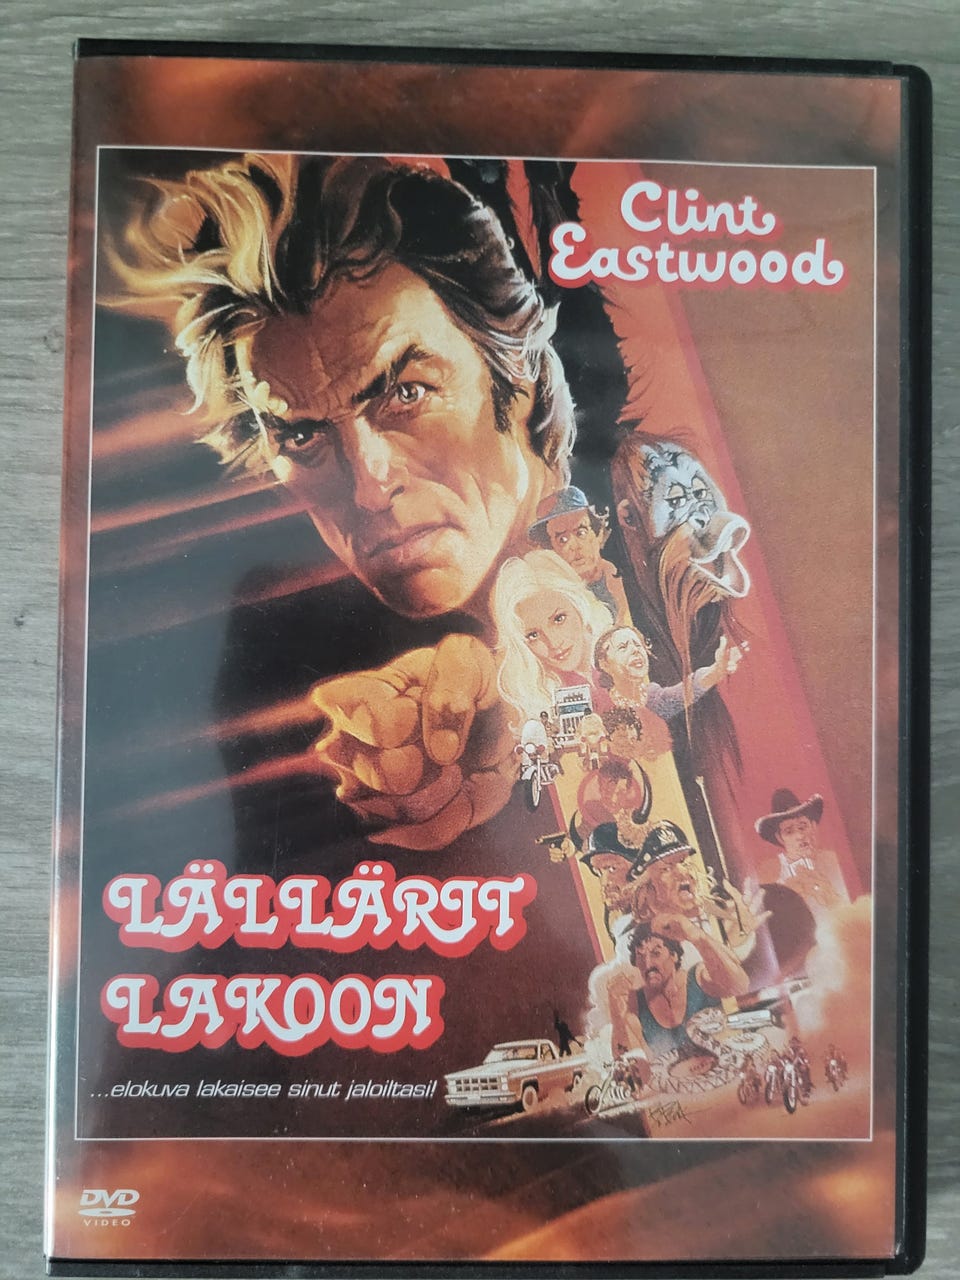 Clint
Eastwood
LÄLLÄRIT
LAKOON
...elokuva lakaisee sinut jaloiltasi!
DVD
VIDEO